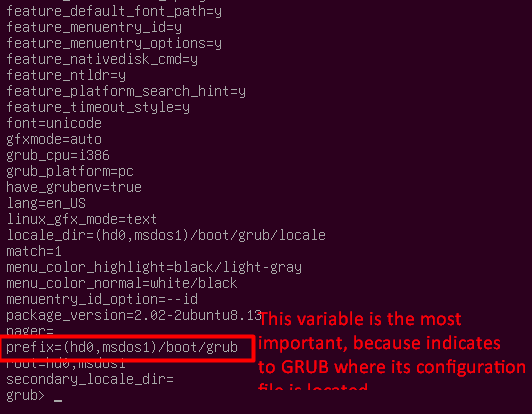 feature_default_font_path=y
feature_menuentry_id=y
feature_menuentry_options=y
feature_nativedisk_cmd=y
feature_ntldr=y
feature_platform_search_hint=y
feature_timeout_style=y
font=unicode
gfxmode=auto
grub_cpu=i386
grub_platform=pc
have_grubenv=true
lang=en_US
linux_gfx_mode=text
locale_dir=(hd0,msdos1)/boot/grub/locale
match=1
menu_color_highlight=black/light-gray
menu_color_normal=white/black
menuentry_id_option=--id
package_version=2.02-2ubuntu8.13
pager=
prefix=(hd0,msdos1)/boot/grub
root=hd0,msdos1
secondary_locale_dir=
grub> _
This variable is the most
important, because indicates
to GRUB where its configuration
file is located